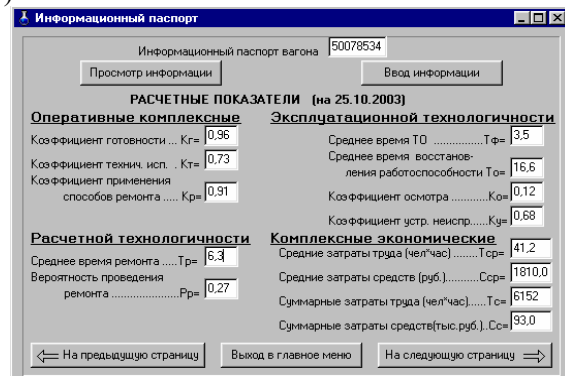 )
Информационный паспорт
Информационный паспорт вагона 50078534
Просмотр информации Ввод информации
РАСЧЕТНЫЕ ПОКАЗАТЕЛИ (на 25.10.2003)
Оперативные комплексные Эксплуатационной технологичности
Коэффициент готовности ... Кг= 0,96 Среднее время ТО ..............Тф= 3,5
Коэффициент технич. исп. . Кт= 0,73 Среднее время восстанов-
ления работоспособности То= 16,6
Коэффициент применения
способов ремонта ..... Кр= 0,91 Коэффициент осмотра ........Ко= 0,12
Коэффициент устр. неиспр....Ку= 0,68
Расчетной технологичности Комплексные экономические
Среднее время ремонта .....Тр= 6,3 Средние затраты труда (чел*час) ........Тср= 41,2
Вероятность проведения
ремонта ......................Рр= 0,27 Средние затраты средств (руб.).........Сср= 1810,0
Суммарные затраты труда (чел*час).....Тс= 6152
Суммарные затраты средств(тыс.руб.)..Сс= 93,0
На предыдущую страницу Выход в главное меню На следующую страницу